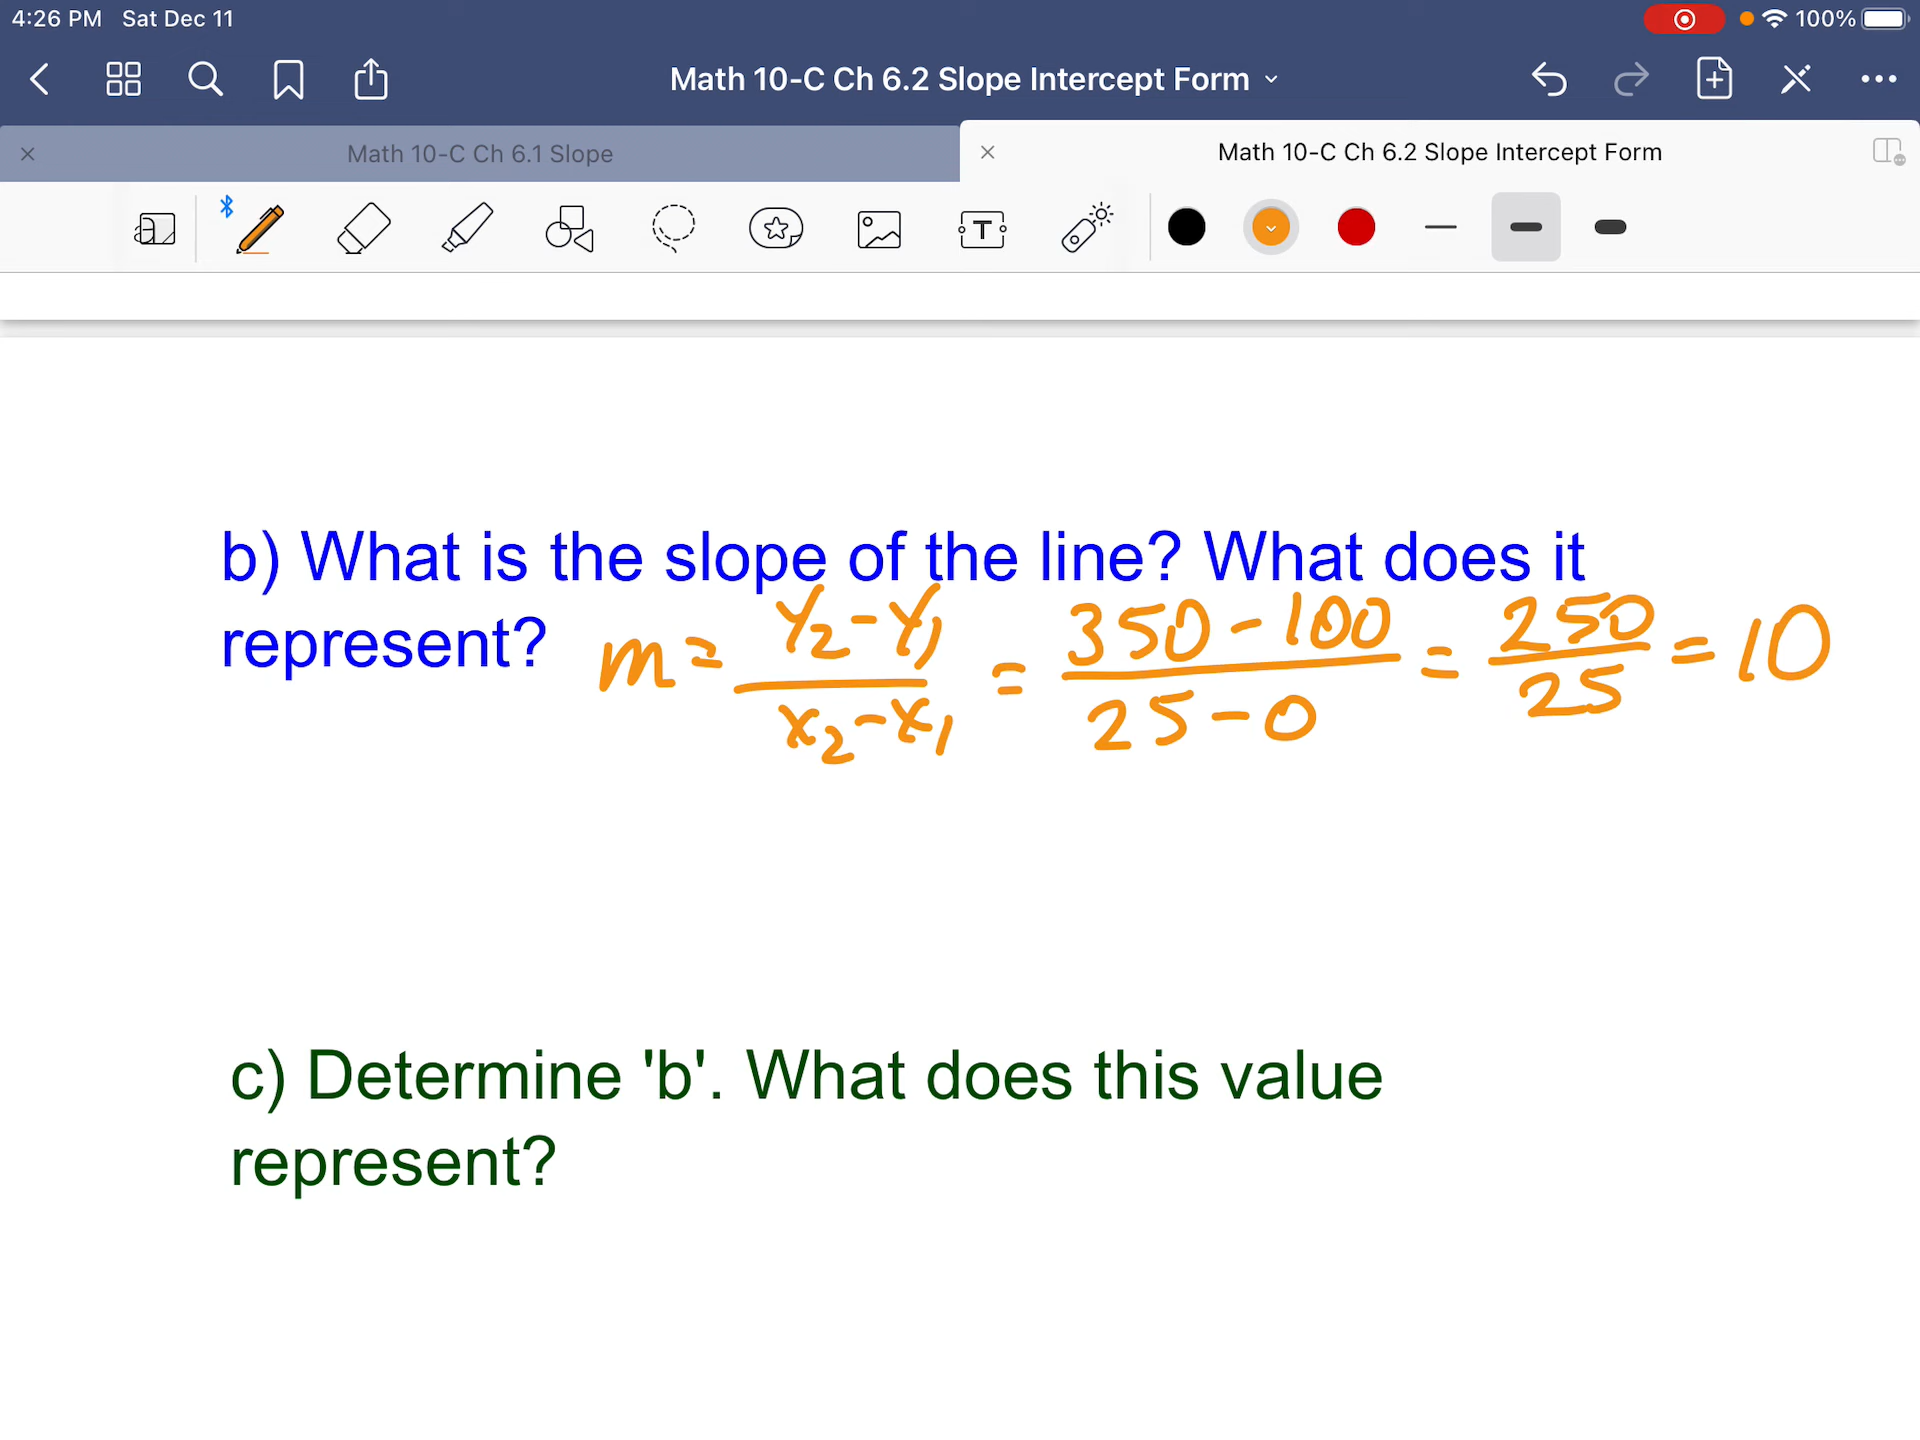 4:26 PM Sat Dec 11 100%
Math 10-C Ch 6.2 Slope Intercept Form
Math 10-C Ch 6.1 Slope Math 10-C Ch 6.2 Slope Intercept Form
b) What is the slope of the line? What does it
represent? m = y₂-y₁ / x₂-x₁ = 350-100 / 25-0 = 250 / 25 = 10
c) Determine 'b'. What does this value
represent?